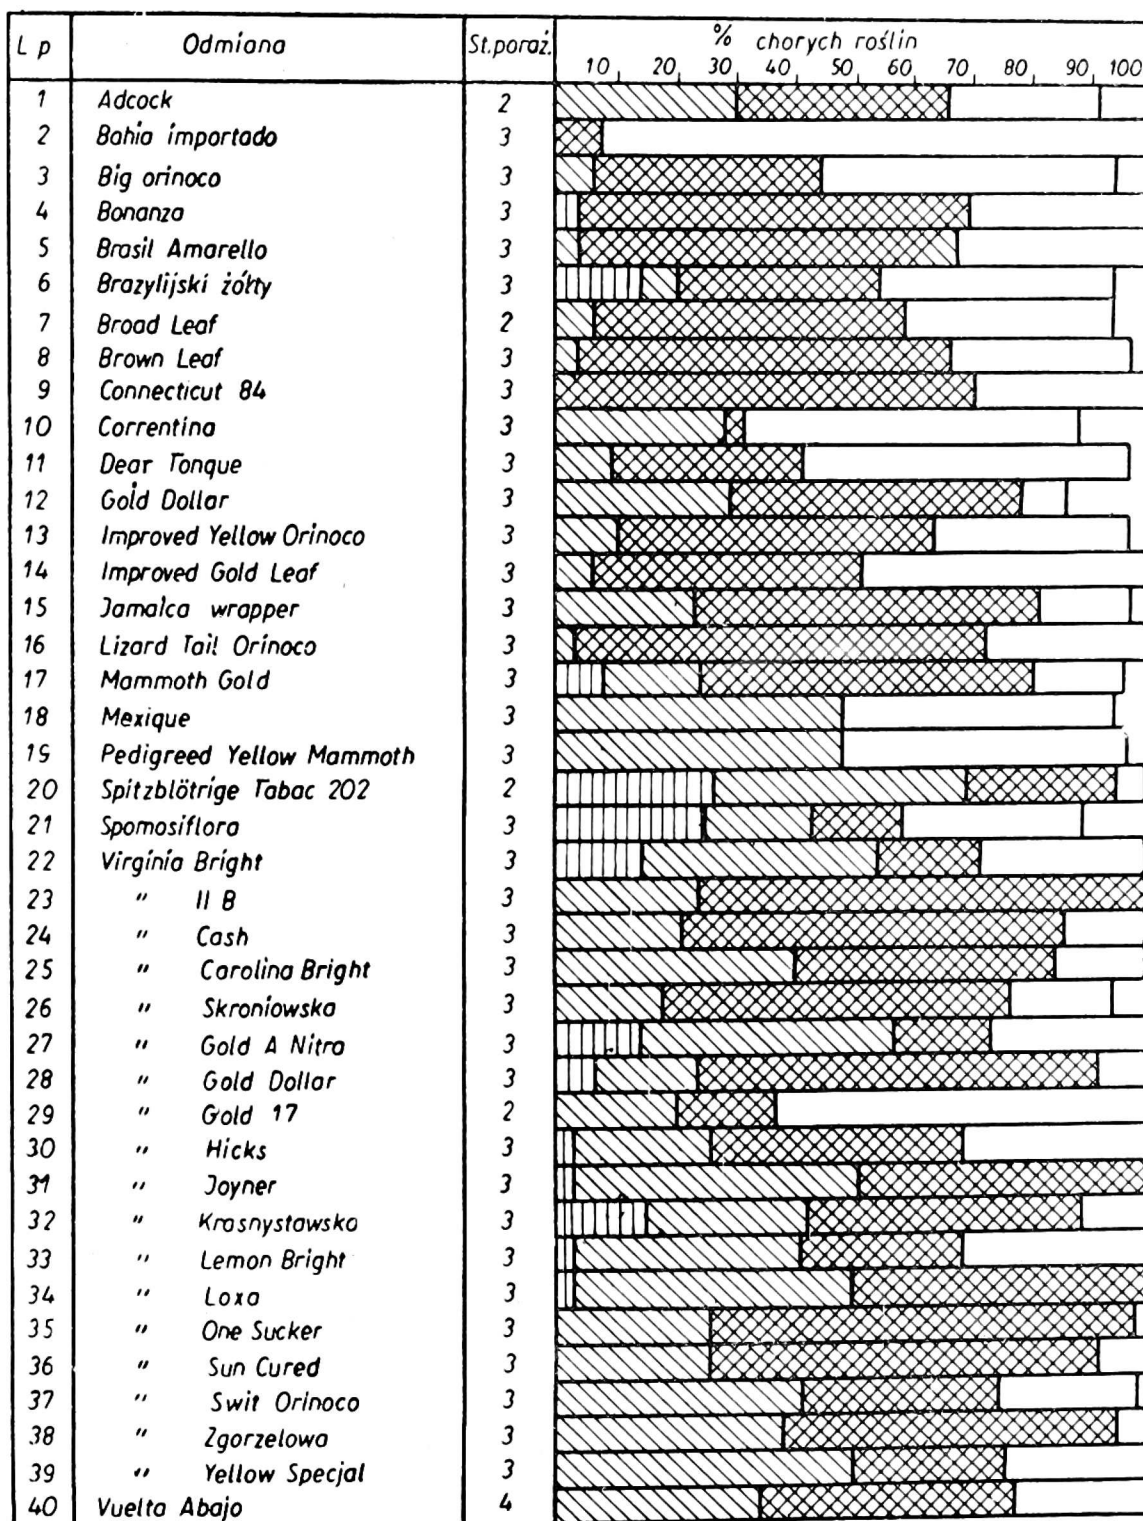 L p Odmiana St.poraż. % chorych roślin
10 20 30 40 50 60 70 80 90 100
1 Adcock 2
2 Bahia importado 3
3 Big orinoco 3
4 Bonanza 3
5 Brasil Amarello 3
6 Brazylijski żółty 3
7 Broad Leaf 2
8 Brown Leaf 3
9 Connecticut 84 3
10 Correntina 3
11 Dear Tonque 3
12 Gold Dollar 3
13 Improved Yellow Orinoco 3
14 Improved Gold Leaf 3
15 Jamaica wrapper 3
16 Lizard Tail Orinoco 3
17 Mammoth Gold 3
18 Mexique 3
19 Pedigreed Yellow Mammoth 3
20 Spitzblötrige Tabac 202 2
21 Spomosiflora 3
22 Virginia Bright 3
23 " II B 3
24 " Cash 3
25 " Carolina Bright 3
26 " Skroniowska 3
27 " Gold A Nitra 3
28 " Gold Dollar 3
29 " Gold 17 2
30 " Hicks 3
31 " Joyner 3
32 " Krasnystawska 3
33 " Lemon Bright 3
34 " Loxa 3
35 " One Sucker 3
36 " Sun Cured 3
37 " Swit Orinoco 3
38 " Zgorzelowa 3
39 " Yellow Specjal 3
40 Vuelta Abajo 4